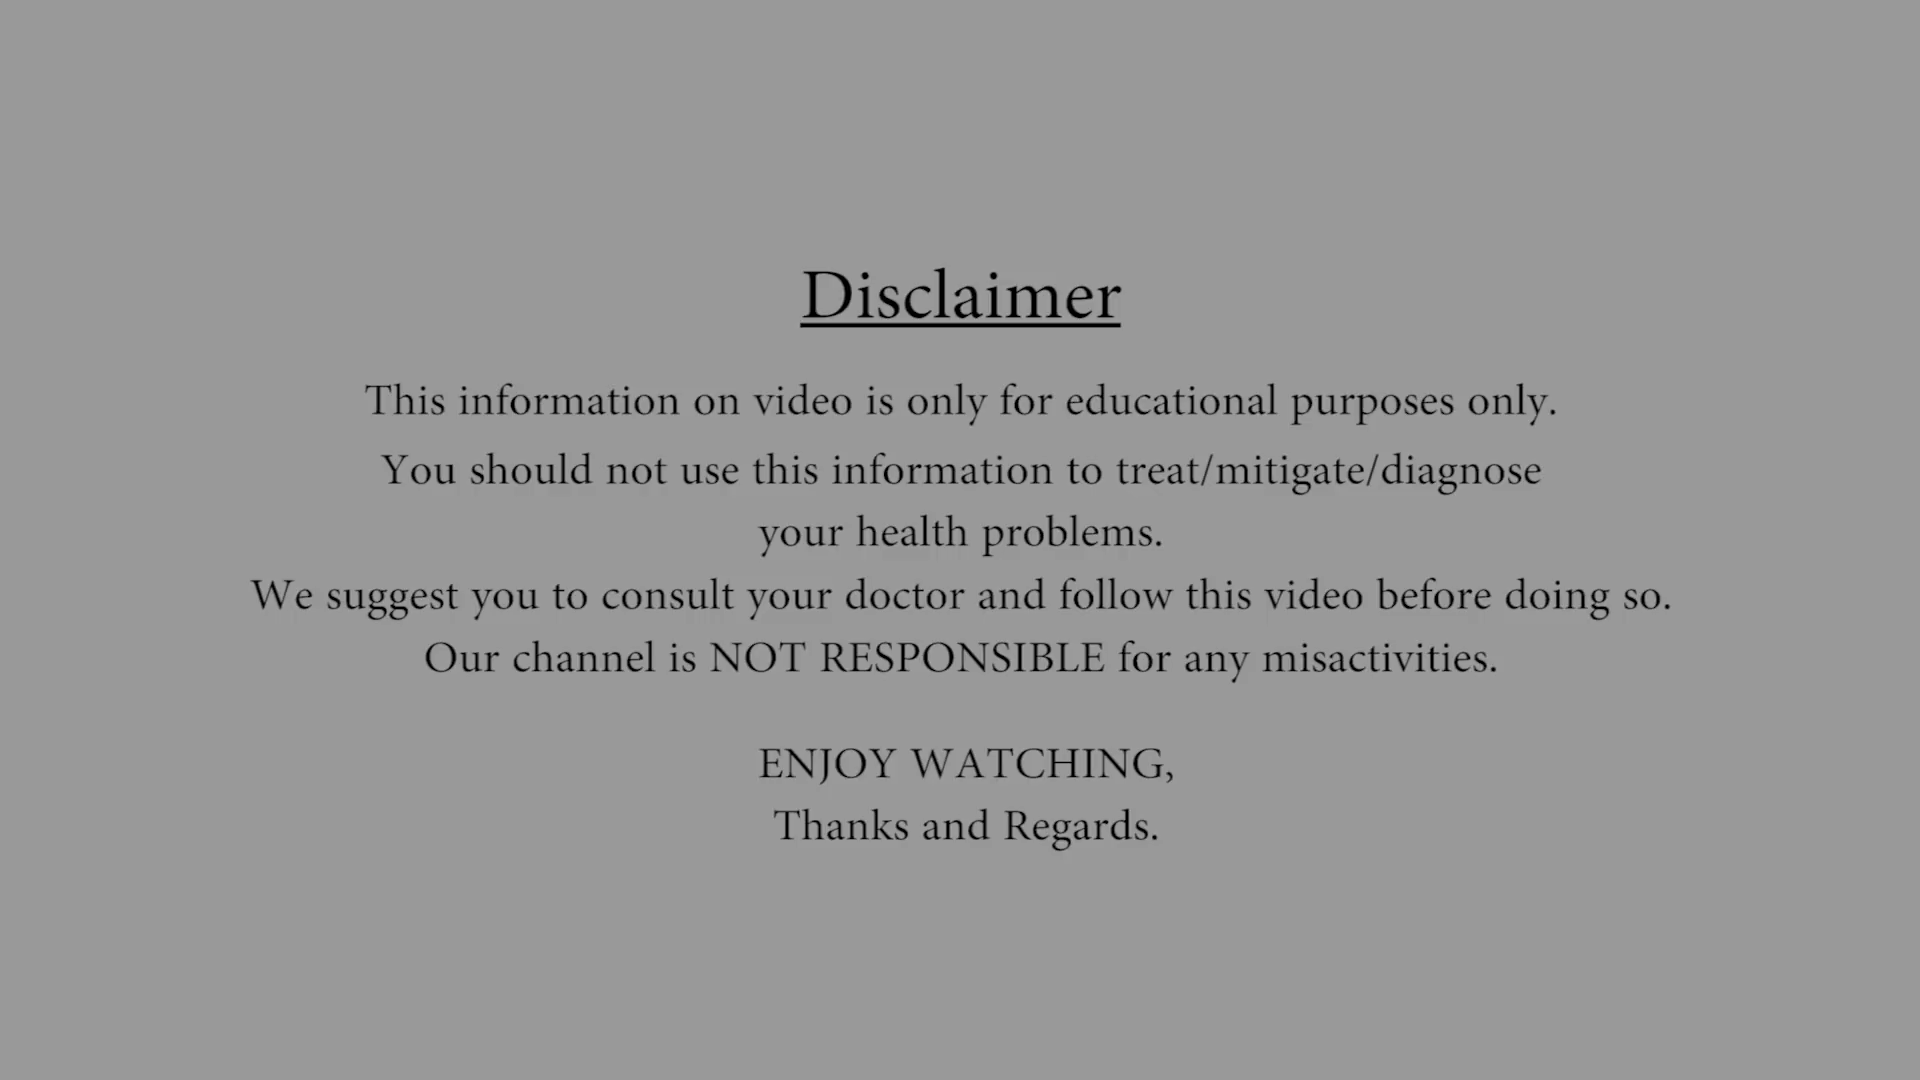 Disclaimer
This information on video is only for educational purposes only.
You should not use this information to treat/mitigate/diagnose
your health problems.
We suggest you to consult your doctor and follow this video before doing so.
Our channel is NOT RESPONSIBLE for any misactivities.
ENJOY WATCHING,
Thanks and Regards.